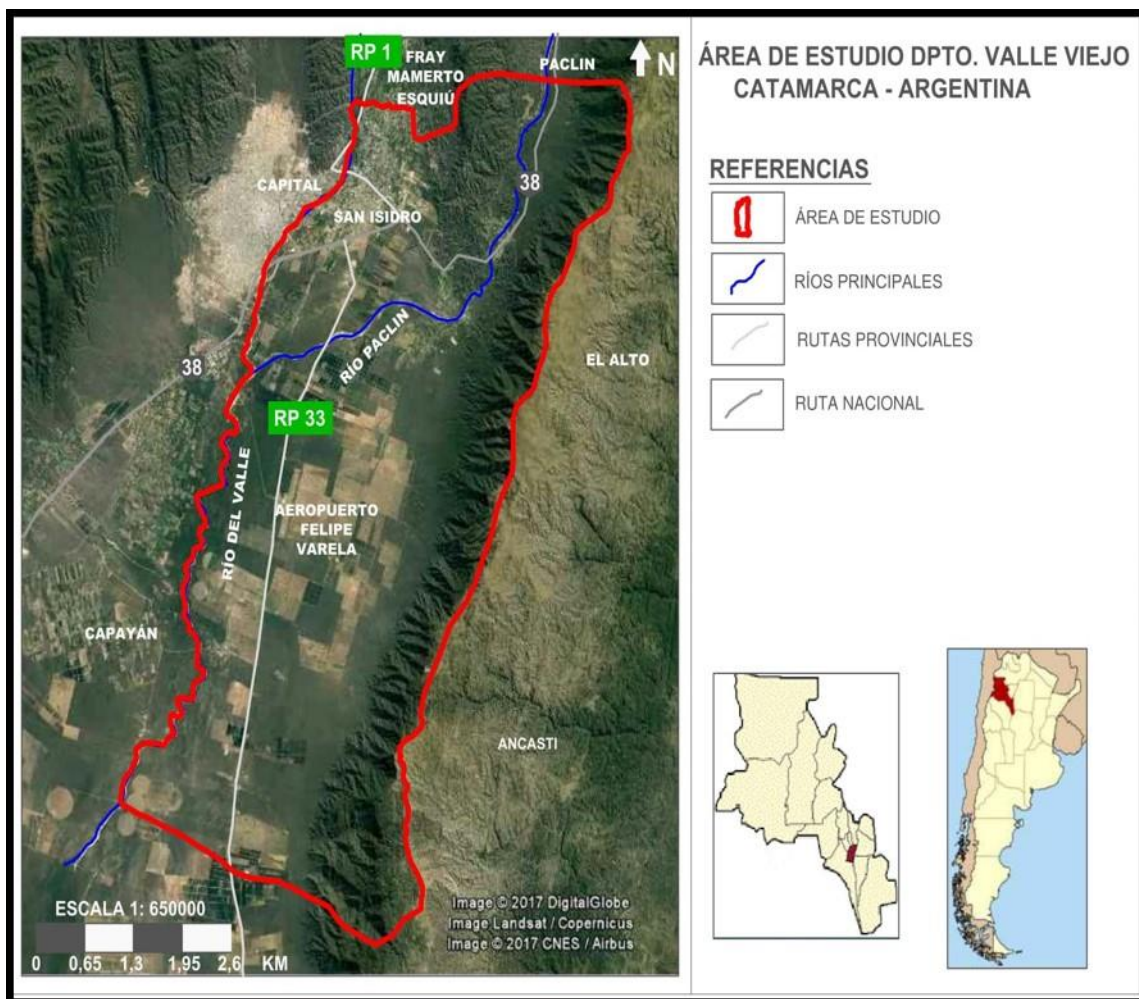 ÁREA DE ESTUDIO DPTO. VALLE VIEJO
CATAMARCA - ARGENTINA
REFERENCIAS
ÁREA DE ESTUDIO
RÍOS PRINCIPALES
RUTAS PROVINCIALES
RUTA NACIONAL
RP 1
FRAY
MAMERTO
ESQUIÚ
PACLIN
N
CAPITAL
38
SAN ISIDRO
RÍO PACLIN
EL ALTO
38
RP 33
RÍO DEL VALLE
AEROPUERTO
FELIPE
VARELA
CAPAYÁN
ANCASTI
ESCALA 1: 650000
0 0,65 1,3 1,95 2,6 KM
Image © 2017 DigitalGlobe
Image Landsat / Copernicus
Image © 2017 CNES / Airbus